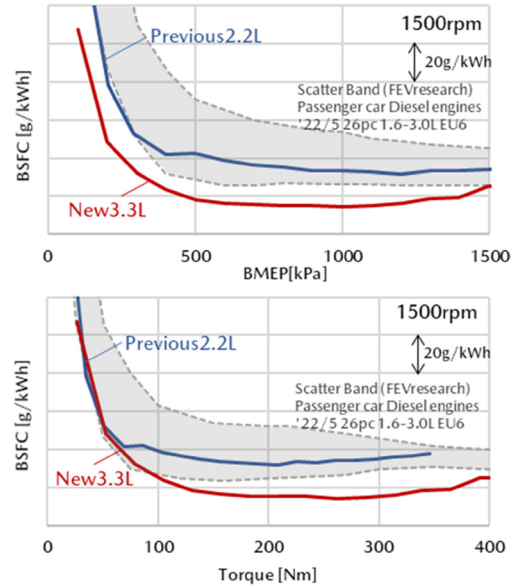 1500rpm
Previous2.2L
20g/kWh
Scatter Band (FEVresearch)
Passenger car Diesel engines
'22/5 26pc 1.6-3.0L EU6
BSFC [g/kWh]
New3.3L
0 500 1000 1500
BMEP[kPa]
1500rpm
Previous2.2L
20g/kWh
Scatter Band (FEVresearch)
Passenger car Diesel engines
'22/5 26pc 1.6-3.0L EU6
BSFC [g/kWh]
New3.3L
0 100 200 300 400
Torque [Nm]